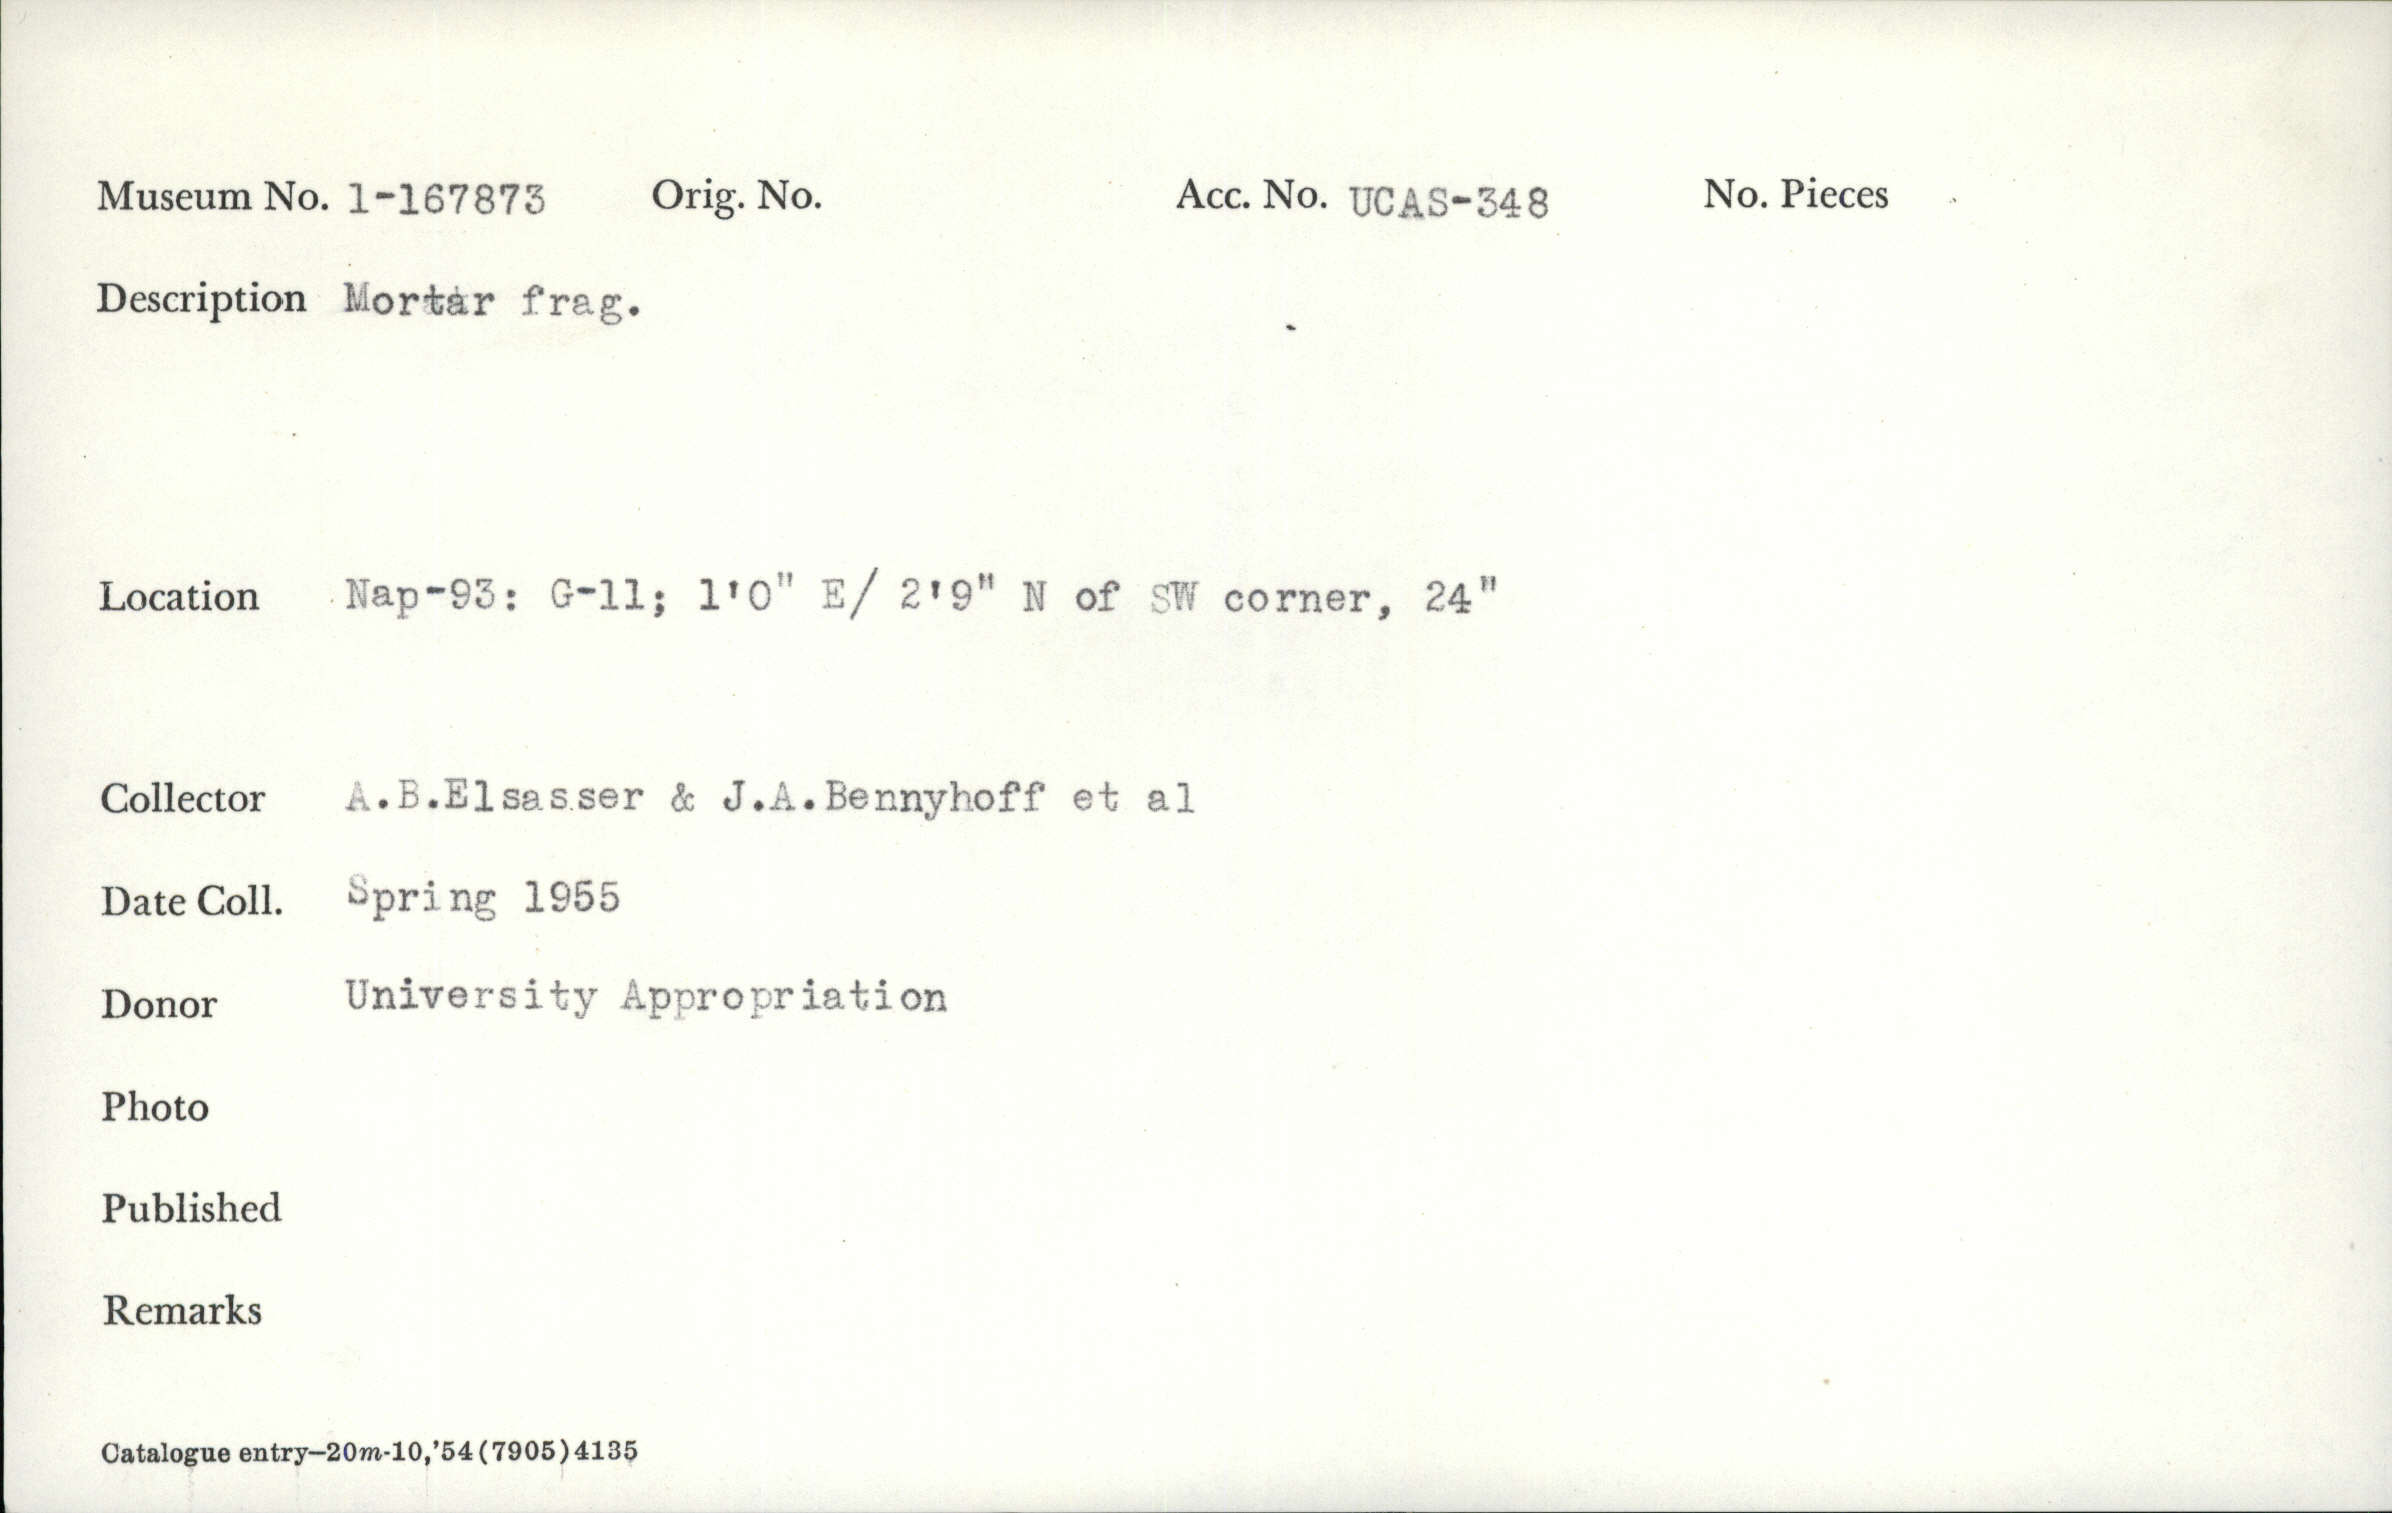 Museum No. 1-167873 Orig. No. Acc. No. UCAS-348 No. Pieces
Description Mortar frag.
Location Nap-93: G-11; 1'0" E/ 2'9" N of SW corner, 24"
Collector A.B.Elsasser & J.A.Bennyhoff et al
Date Coll. Spring 1955
Donor University Appropriation
Photo
Published
Remarks
Catalogue entry—20m-10,'54(7905)4135